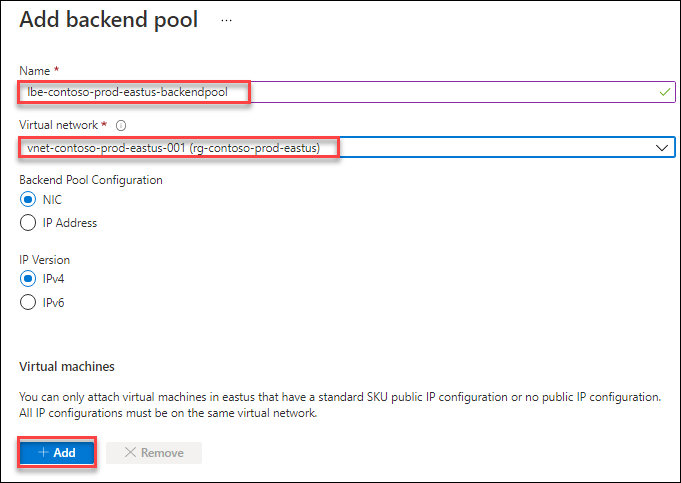 Add backend pool ...
Name *
lbe-contoso-prod-eastus-backendpool
Virtual network *
vnet-contoso-prod-eastus-001 (rg-contoso-prod-eastus)
Backend Pool Configuration
NIC
IP Address
IP Version
IPv4
IPv6
Virtual machines
You can only attach virtual machines in eastus that have a standard SKU public IP configuration or no public IP configuration.
All IP configurations must be on the same virtual network.
+ Add
Remove